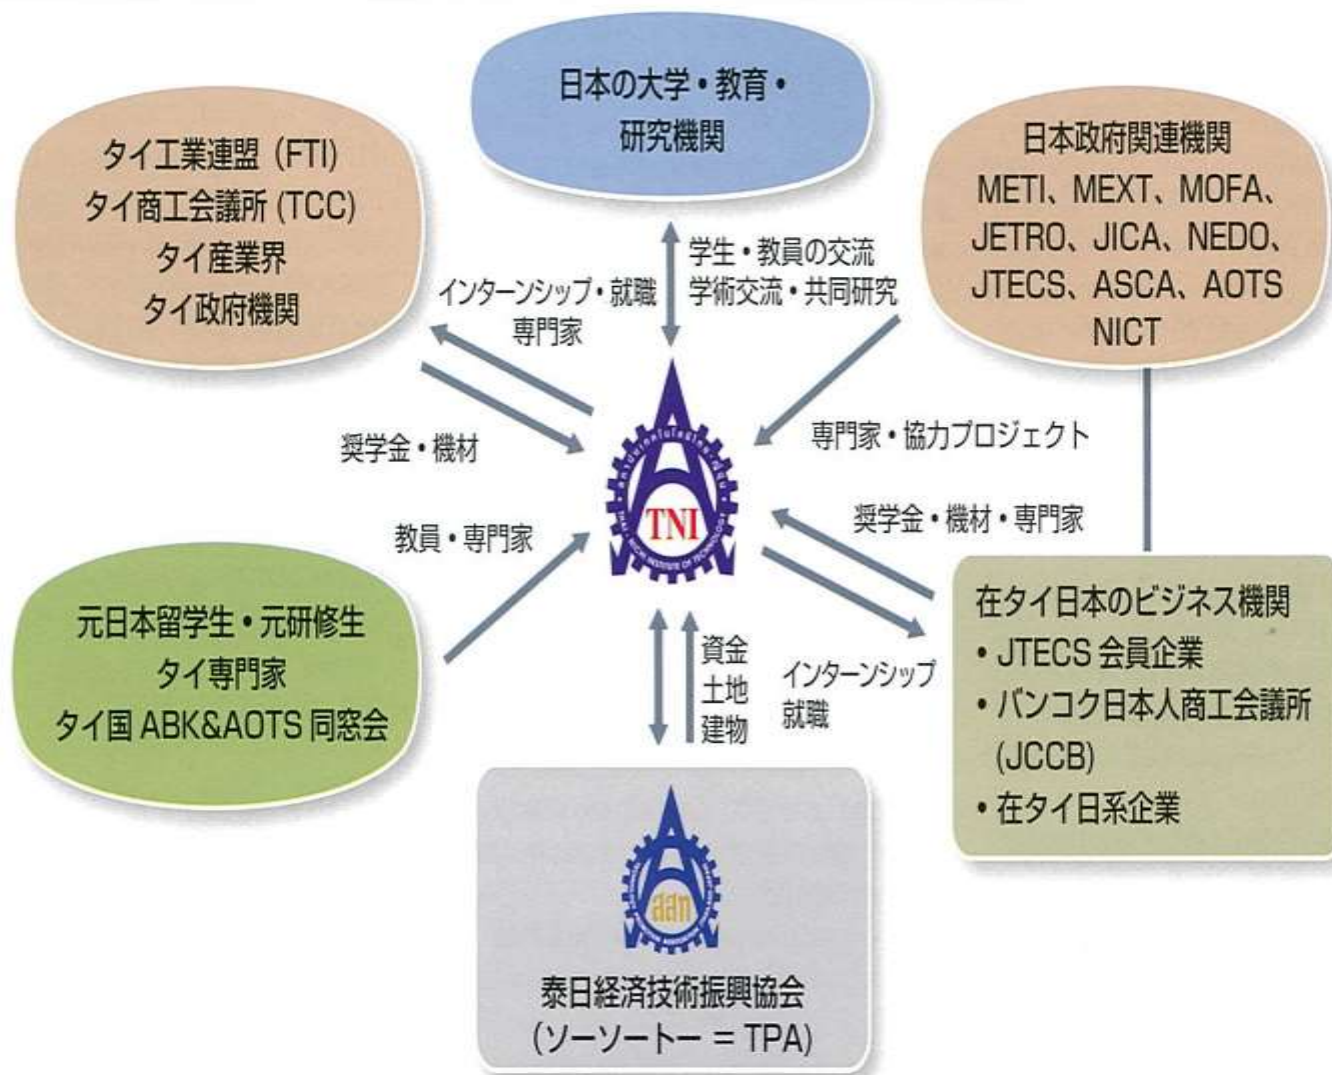 日本の大学・教育・
研究機関
タイ工業連盟 (FTI)
タイ商工会議所 (TCC)
タイ産業界
タイ政府機関
日本政府関連機関
METI、MEXT、MOFA、
JETRO、JICA、NEDO、
JTECS、ASCA、AOTS
NICT
学生・教員の交流
学術交流・共同研究
インターンシップ・就職
専門家
奨学金・機材
専門家・協力プロジェクト
TNI
奨学金・機材・専門家
教員・専門家
元日本留学生・元研修生
タイ専門家
タイ国 ABK&AOTS 同窓会
資金
土地
建物
インターンシップ
就職
在タイ日本のビジネス機関
・JTECS 会員企業
・バンコク日本人商工会議所
(JCCB)
・在タイ日系企業
สสท
泰日経済技術振興協会
(ソーソートー = TPA)